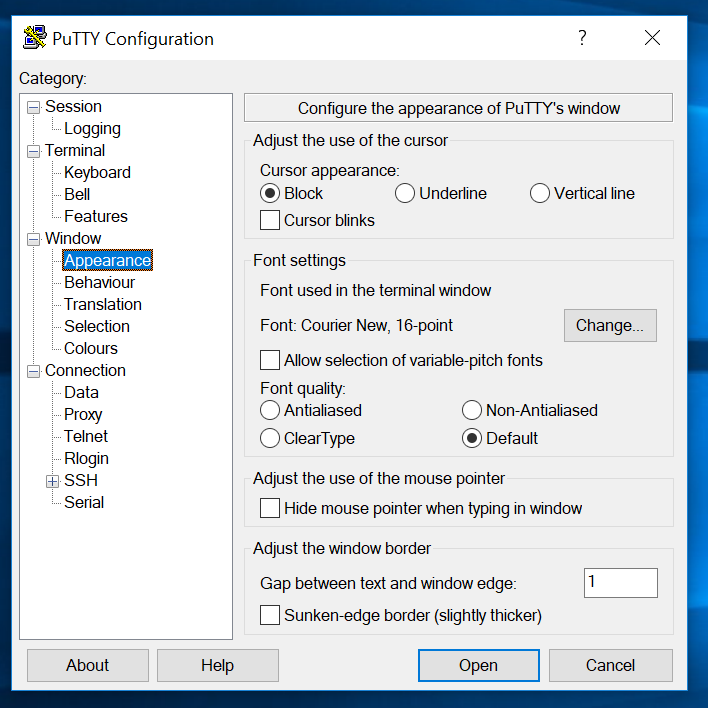 PuTTY Configuration
?
Category:
Session
Logging
Terminal
Keyboard
Bell
Features
Window
Appearance
Behaviour
Translation
Selection
Colours
Connection
Data
Proxy
Telnet
Rlogin
SSH
Serial
Configure the appearance of PuTTY's window
Adjust the use of the cursor
Cursor appearance:
Block Underline Vertical line
Cursor blinks
Font settings
Font used in the terminal window
Font: Courier New, 16-point Change...
Allow selection of variable-pitch fonts
Font quality:
Antialiased Non-Antialiased
ClearType Default
Adjust the use of the mouse pointer
Hide mouse pointer when typing in window
Adjust the window border
Gap between text and window edge: 1
Sunken-edge border (slightly thicker)
About Help Open Cancel